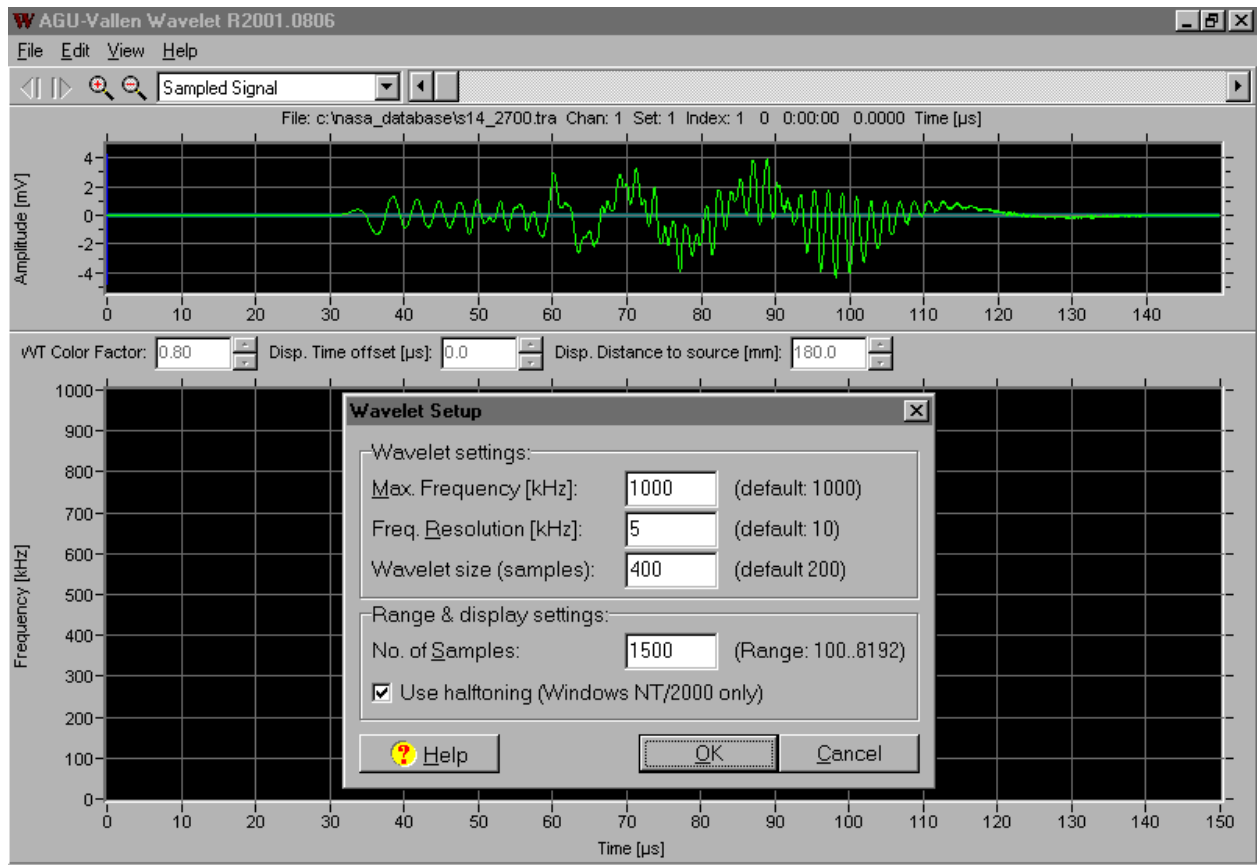 AGU-Vallen Wavelet R2001.0806
File Edit View Help
Sampled Signal
File: c:\nasa_database\s14_2700.tra Chan: 1 Set: 1 Index: 1 0 0:00:00 0.0000 Time [µs]
Amplitude [mV]
4
2
0
-2
-4
0 10 20 30 40 50 60 70 80 90 100 110 120 130 140
WT Color Factor: 0.80 Disp. Time offset [µs]: 0.0 Disp. Distance to source [mm]: 180.0
Frequency [kHz]
1000
900
800
700
600
500
400
300
200
100
0
Wavelet Setup
Wavelet settings:
Max. Frequency [kHz]: 1000 (default: 1000)
Freq. Resolution [kHz]: 5 (default: 10)
Wavelet size (samples): 400 (default 200)
Range & display settings:
No. of Samples: 1500 (Range: 100..8192)
Use halftoning (Windows NT/2000 only)
Help OK Cancel
0 10 20 30 40 50 60 70 80 90 100 110 120 130 140 150
Time [µs]